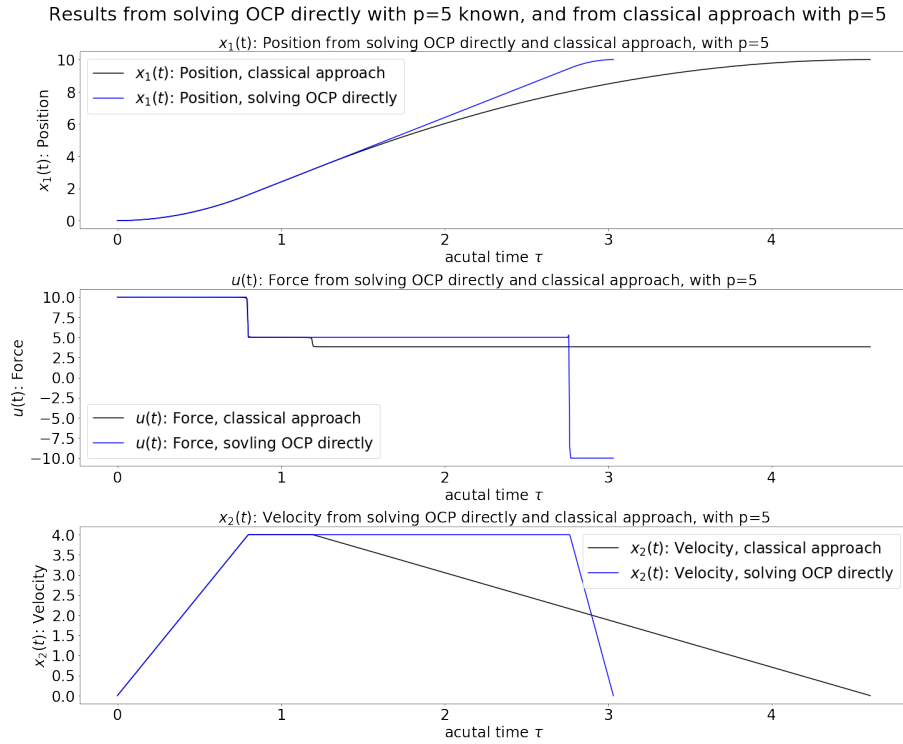 Results from solving OCP directly with p=5 known, and from classical approach with p=5
x₁(t): Position from solving OCP directly and classical approach, with p=5
x₁(t): Position
10
8
6
4
2
0
x₁(t): Position, classical approach
x₁(t): Position, solving OCP directly
0 1 2 3 4
acutal time τ
u(t): Force from solving OCP directly and classical approach, with p=5
u(t): Force
10.0
7.5
5.0
2.5
0.0
−2.5
−5.0
−7.5
−10.0
u(t): Force, classical approach
u(t): Force, sovling OCP directly
0 1 2 3 4
acutal time τ
x₂(t): Velocity from solving OCP directly and classical approach, with p=5
x₂(t): Velocity
4.0
3.5
3.0
2.5
2.0
1.5
1.0
0.5
0.0
x₂(t): Velocity, classical approach
x₂(t): Velocity, solving OCP directly
0 1 2 3 4
acutal time τ